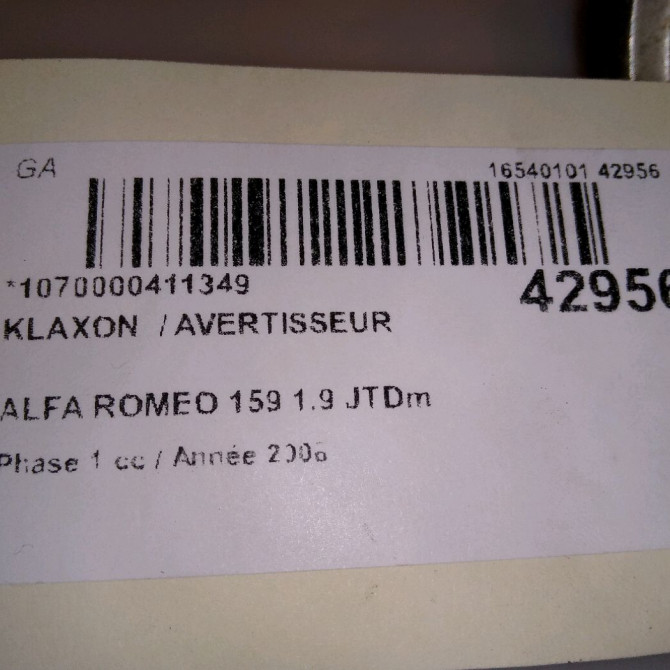 GA
16540101 42956
*1070000411349
42956
KLAXON / AVERTISSEUR
ALFA ROMEO 159 1.9 JTDm
Phase 1 cc / Année 2006